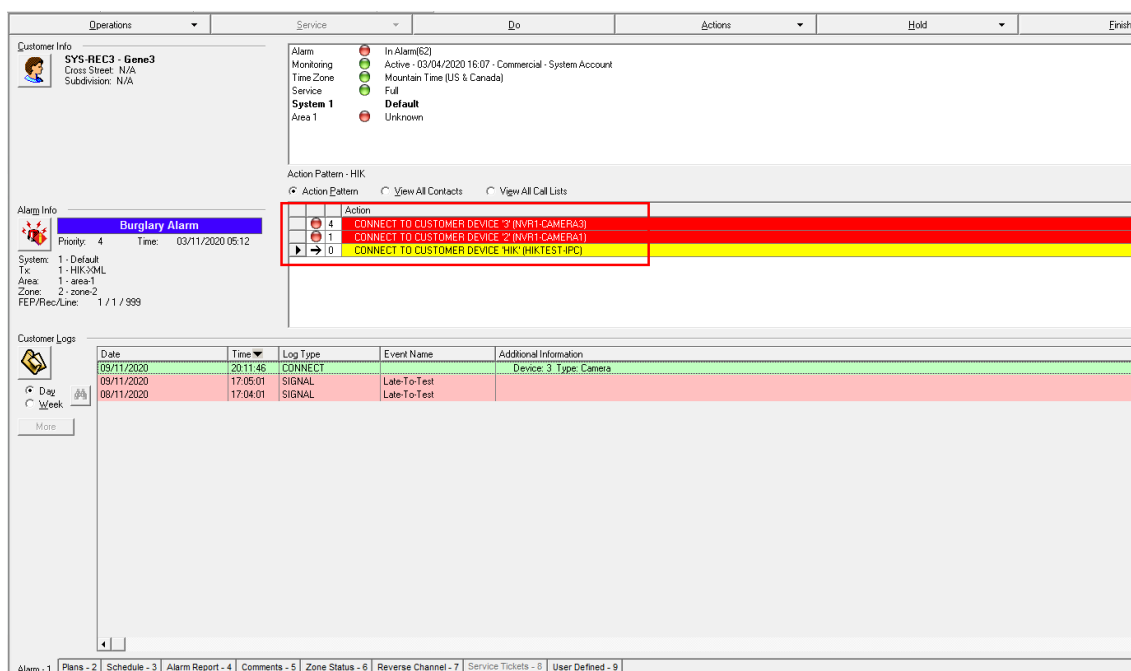 Operations Service Do Actions Hold Finish
Customer Info
SYS-REC3 - Gene3
Cross Street: N/A
Subdivision: N/A
Alarm In Alarm(62)
Monitoring Active - 03/04/2020 16:07 - Commercial - System Account
Time Zone Mountain Time (US & Canada)
Service Full
System 1 Default
Area 1 Unknown
Action Pattern - HIK
Action Pattern View All Contacts View All Call Lists
Alarm Info
Burglary Alarm
Priority: 4 Time: 03/11/2020 05:12
System: 1 - Default
Tx: 1 - HIK-XML
Area: 1 - area-1
Zone: 2 - zone-2
FEP/Rec/Line: 1 / 1 / 999
Action
4 CONNECT TO CUSTOMER DEVICE '3' (NVR1-CAMERA3)
1 CONNECT TO CUSTOMER DEVICE '2' (NVR1-CAMERA1)
0 CONNECT TO CUSTOMER DEVICE 'HIK' (HIKTEST-IPC)
Customer Logs
Day
Week
More
Date Time Log Type Event Name Additional Information
09/11/2020 20:11:46 CONNECT Device: 3 Type: Camera
09/11/2020 17:05:01 SIGNAL Late-To-Test
08/11/2020 17:04:01 SIGNAL Late-To-Test
Alarm - 1 Plans - 2 Schedule - 3 Alarm Report - 4 Comments - 5 Zone Status - 6 Reverse Channel - 7 Service Tickets - 8 User Defined - 9